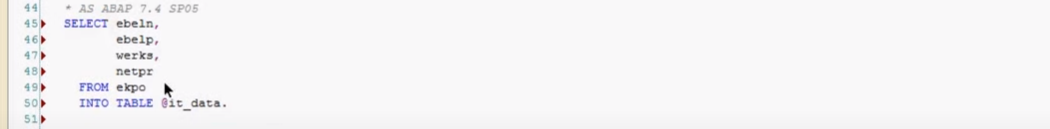 44 * AS ABAP 7.4 SP05
45 SELECT ebeln,
46 ebelp,
47 werks,
48 netpr
49 FROM ekpo
50 INTO TABLE @it_data.
51